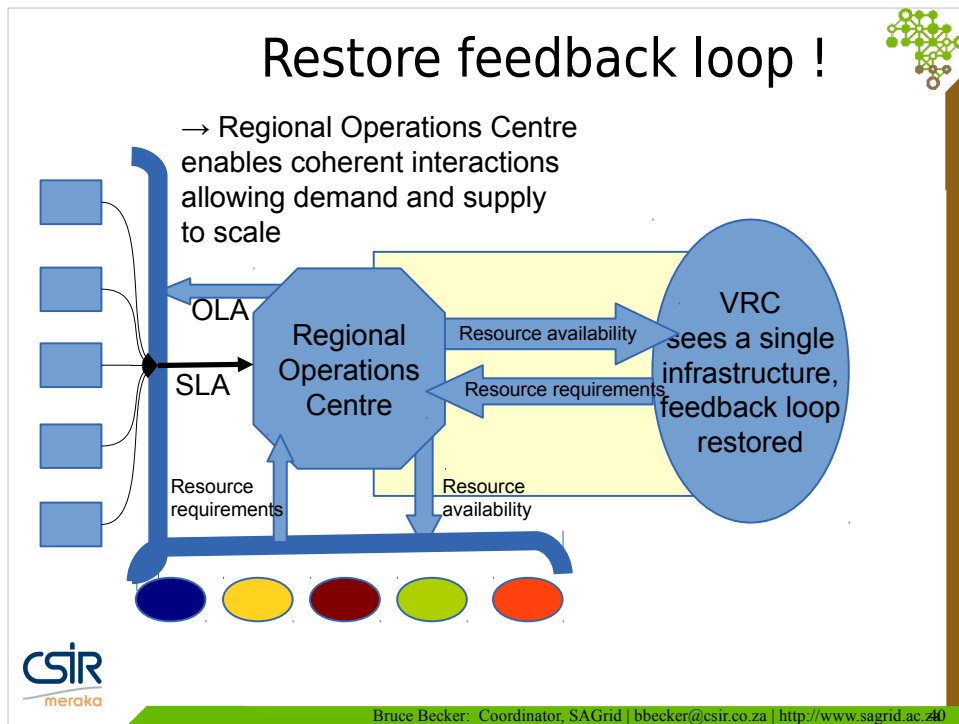 Restore feedback loop !
→ Regional Operations Centre
enables coherent interactions
allowing demand and supply
to scale
OLA
SLA
Regional
Operations
Centre
Resource availability
Resource requirements
VRC
sees a single
infrastructure,
feedback loop
restored
Resource
requirements
Resource
availability
CSIR
meraka
Bruce Becker: Coordinator, SAGrid | bbecker@csir.co.za | http://www.sagrid.ac.za
40